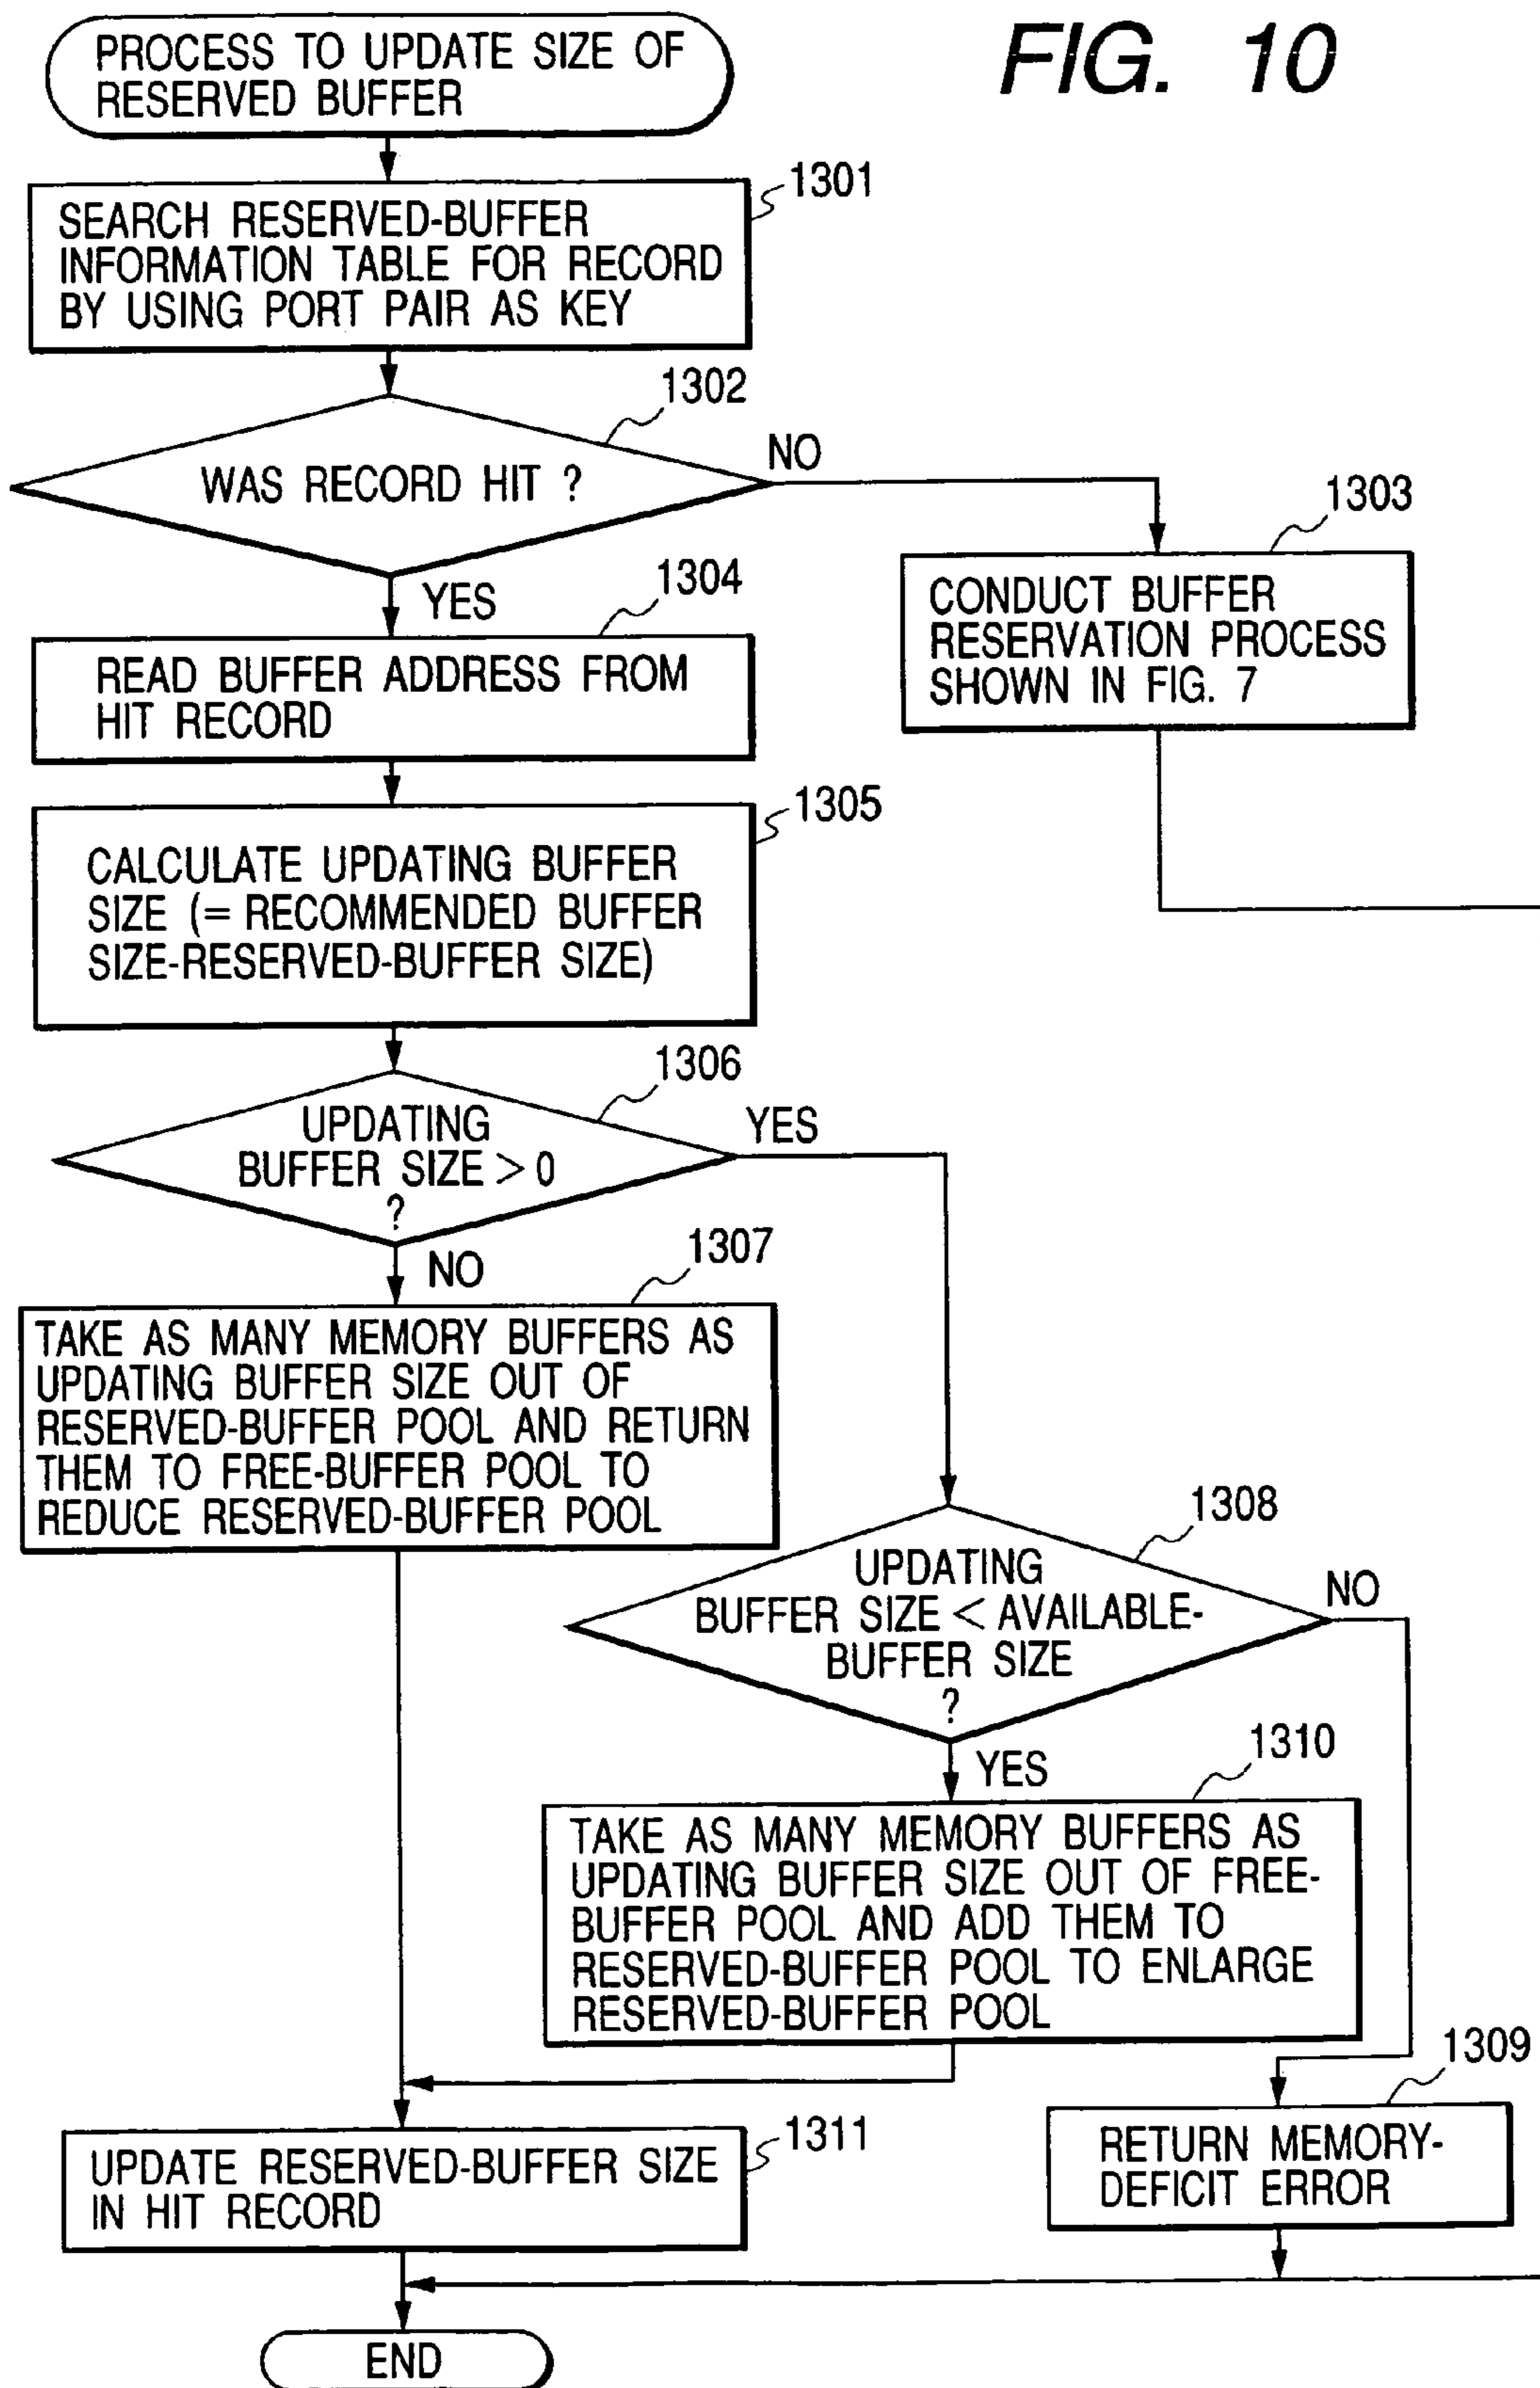 FIG. 10
PROCESS TO UPDATE SIZE OF
RESERVED BUFFER
1301
SEARCH RESERVED-BUFFER
INFORMATION TABLE FOR RECORD
BY USING PORT PAIR AS KEY
1302
WAS RECORD HIT ?
NO
1303
CONDUCT BUFFER
RESERVATION PROCESS
SHOWN IN FIG. 7
YES
1304
READ BUFFER ADDRESS FROM
HIT RECORD
1305
CALCULATE UPDATING BUFFER
SIZE (= RECOMMENDED BUFFER
SIZE-RESERVED-BUFFER SIZE)
1306
UPDATING
BUFFER SIZE > 0
?
YES
NO
1307
TAKE AS MANY MEMORY BUFFERS AS
UPDATING BUFFER SIZE OUT OF
RESERVED-BUFFER POOL AND RETURN
THEM TO FREE-BUFFER POOL TO
REDUCE RESERVED-BUFFER POOL
1308
UPDATING
BUFFER SIZE < AVAILABLE-
BUFFER SIZE
?
NO
YES
1310
TAKE AS MANY MEMORY BUFFERS AS
UPDATING BUFFER SIZE OUT OF FREE-
BUFFER POOL AND ADD THEM TO
RESERVED-BUFFER POOL TO ENLARGE
RESERVED-BUFFER POOL
1309
RETURN MEMORY-
DEFICIT ERROR
1311
UPDATE RESERVED-BUFFER SIZE
IN HIT RECORD
END